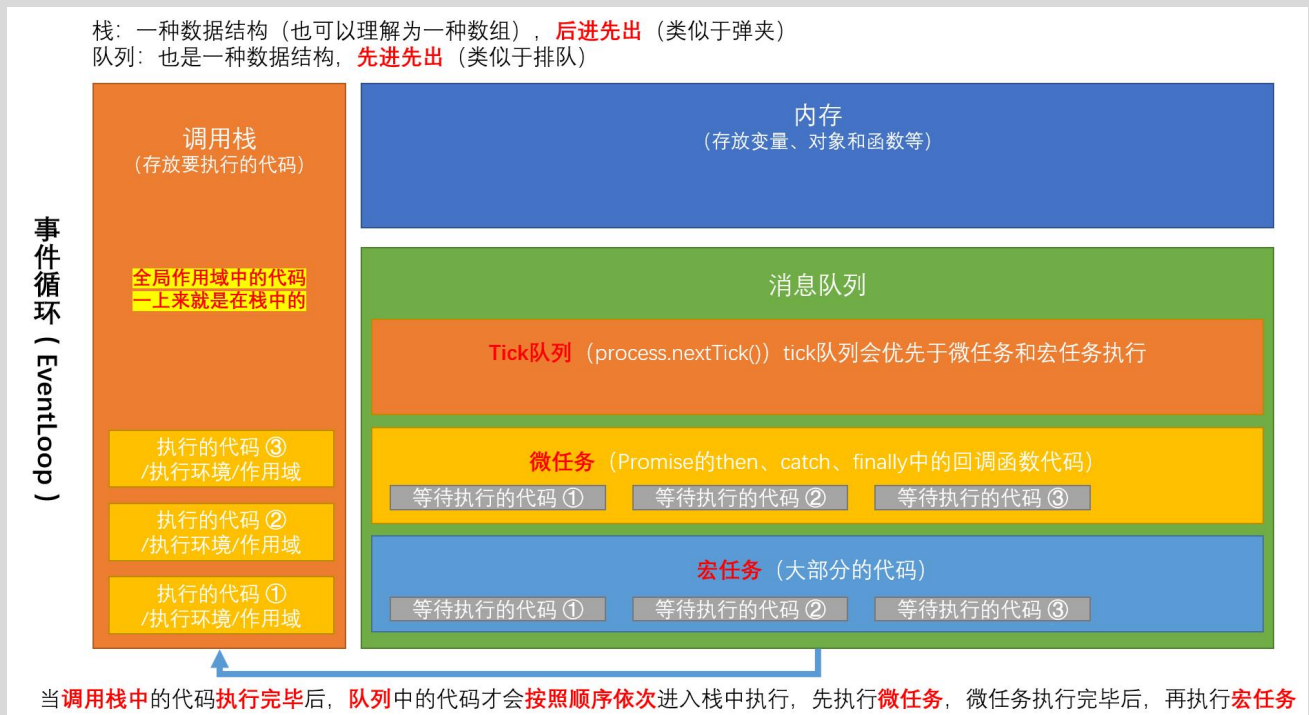 栈：一种数据结构（也可以理解为一种数组），后进先出（类似于弹夹）
队列：也是一种数据结构，先进先出（类似于排队）
事件循环（EventLoop）
调用栈
（存放要执行的代码）
全局作用域中的代码
一上来就是在栈中的
执行的代码 ③
/执行环境/作用域
执行的代码 ②
/执行环境/作用域
执行的代码 ①
/执行环境/作用域
内存
（存放变量、对象和函数等）
消息队列
Tick队列（process.nextTick()）tick队列会优先于微任务和宏任务执行
微任务（Promise的then、catch、finally中的回调函数代码）
等待执行的代码 ① 等待执行的代码 ② 等待执行的代码 ③
宏任务（大部分的代码）
等待执行的代码 ① 等待执行的代码 ② 等待执行的代码 ③
当调用栈中的代码执行完毕后，队列中的代码才会按照顺序依次进入栈中执行，先执行微任务，微任务执行完毕后，再执行宏任务